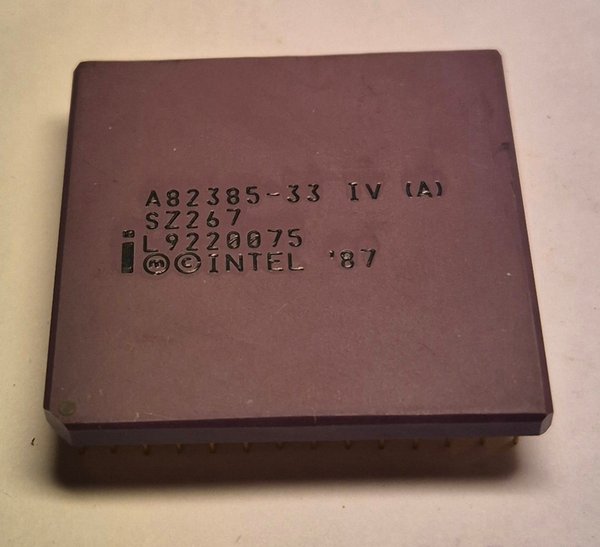 A82385-33 IV (A)
SZ267
L9220075
i ⓜ©INTEL '87